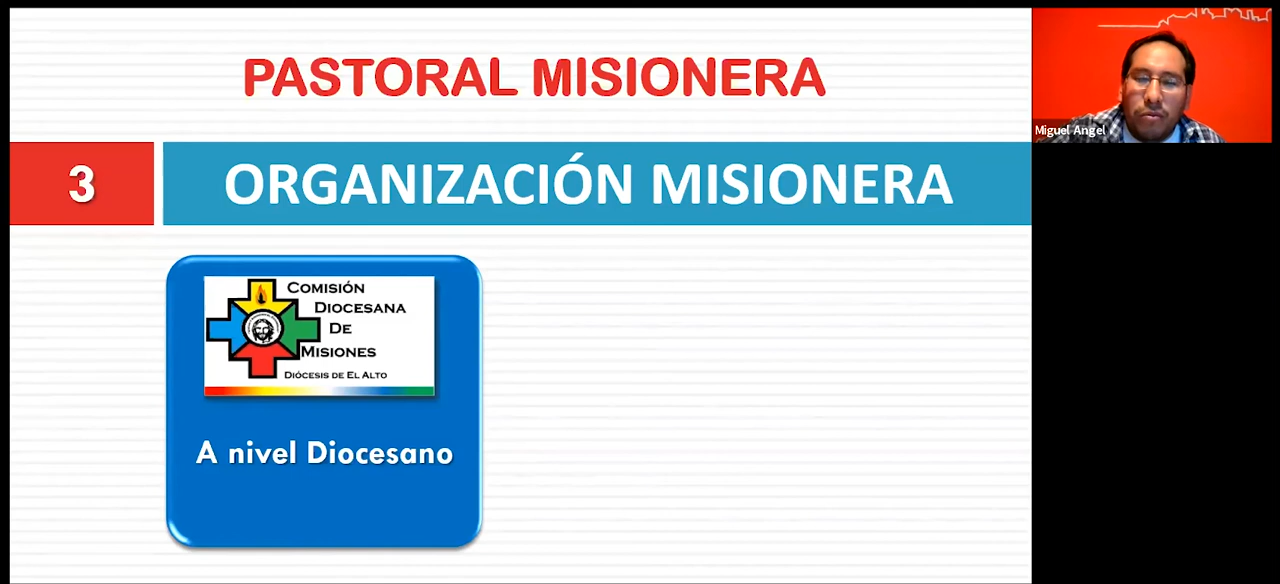 PASTORAL MISIONERA
3
ORGANIZACIÓN MISIONERA
COMISIÓN
DIOCESANA
DE
MISIONES
DIÓCESIS DE EL ALTO
A nivel Diocesano
Miguel Angel